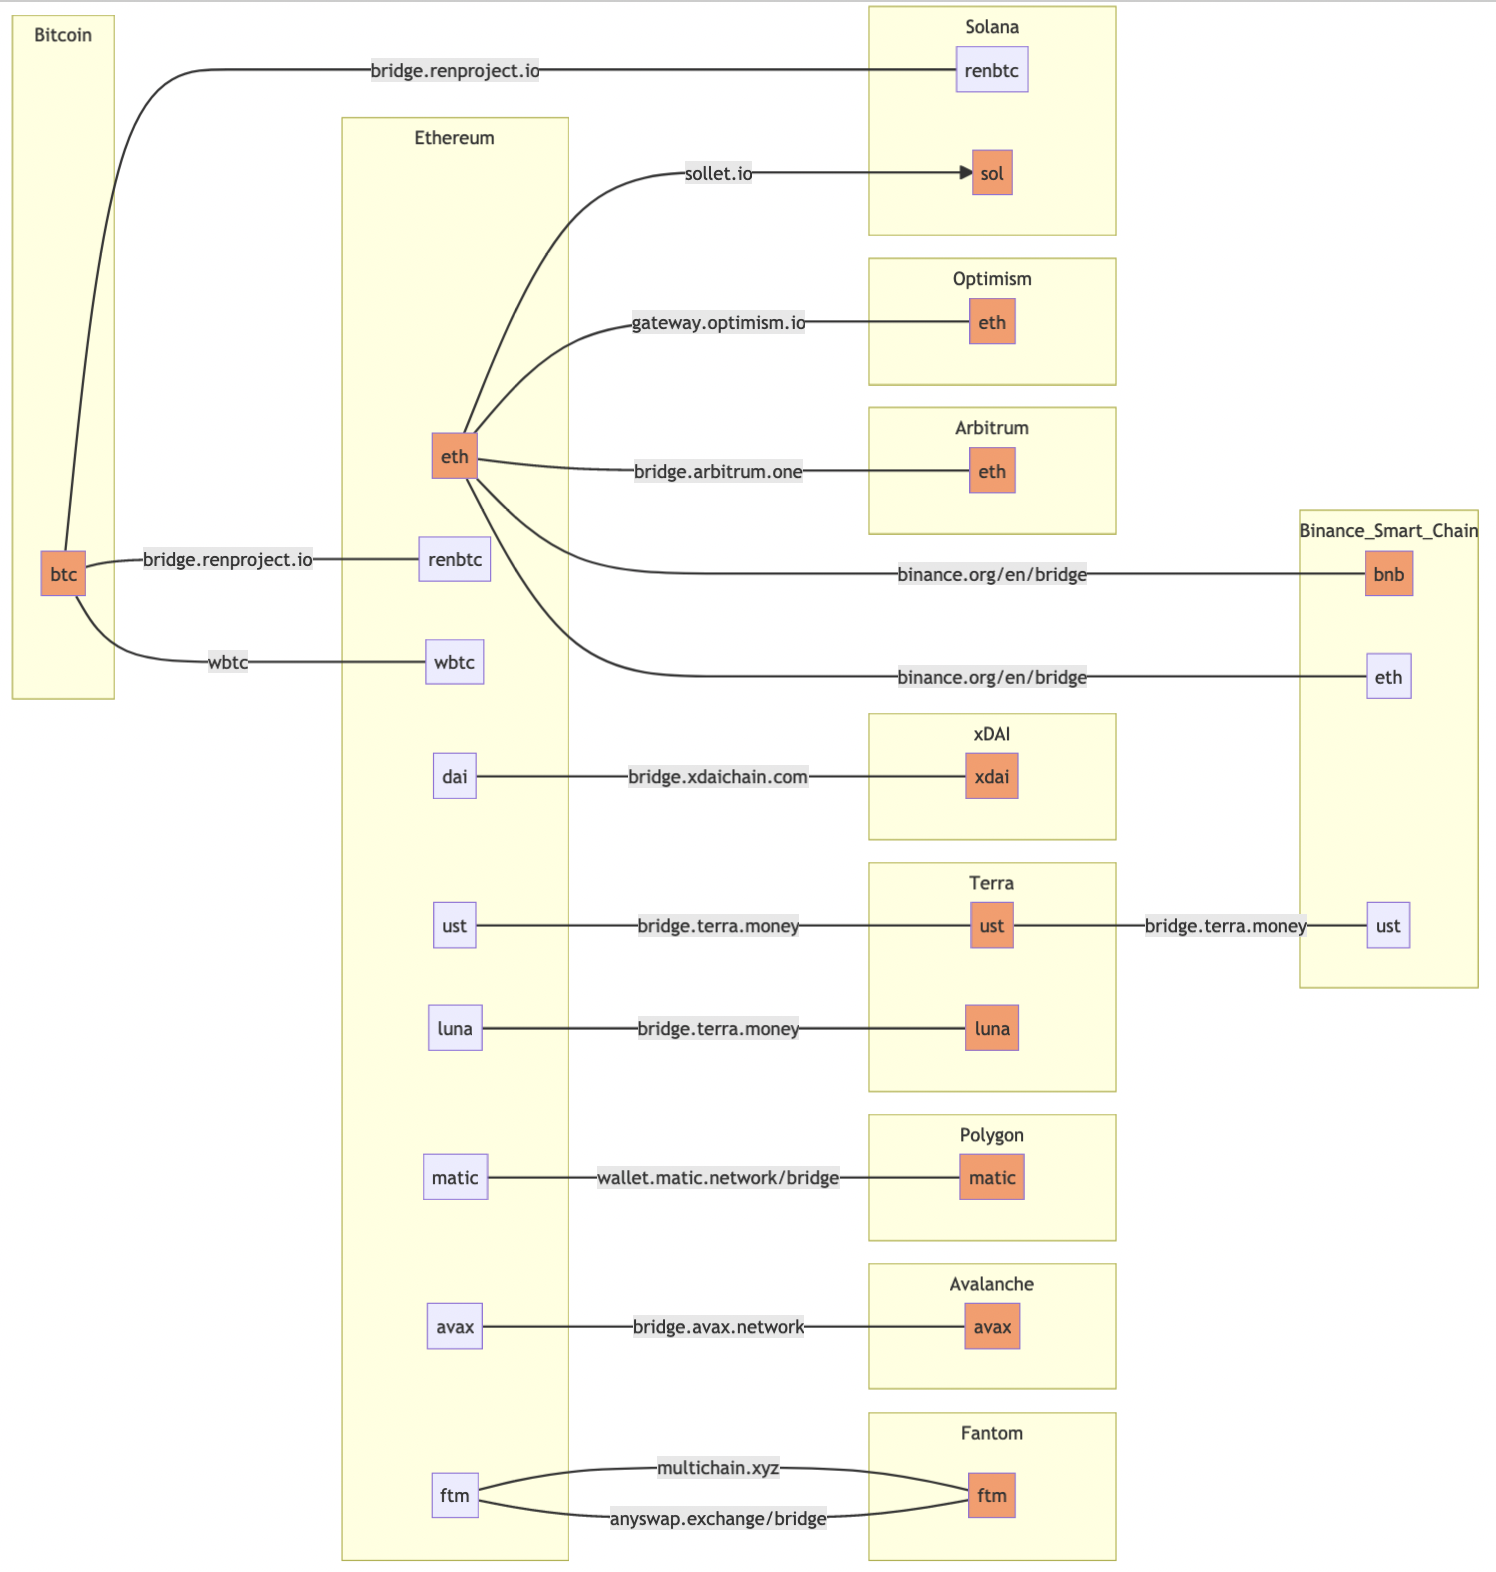 Bitcoin
Solana
bridge.renproject.io
renbtc
Ethereum
sollet.io
sol
Optimism
gateway.optimism.io
eth
Arbitrum
eth
bridge.arbitrum.one
eth
Binance_Smart_Chain
bridge.renproject.io
renbtc
btc
binance.org/en/bridge
bnb
wbtc
wbtc
binance.org/en/bridge
eth
xDAI
dai
bridge.xdaichain.com
xdai
Terra
ust
bridge.terra.money
ust
bridge.terra.money
ust
luna
bridge.terra.money
luna
Polygon
matic
wallet.matic.network/bridge
matic
Avalanche
avax
bridge.avax.network
avax
Fantom
multichain.xyz
ftm
ftm
anyswap.exchange/bridge